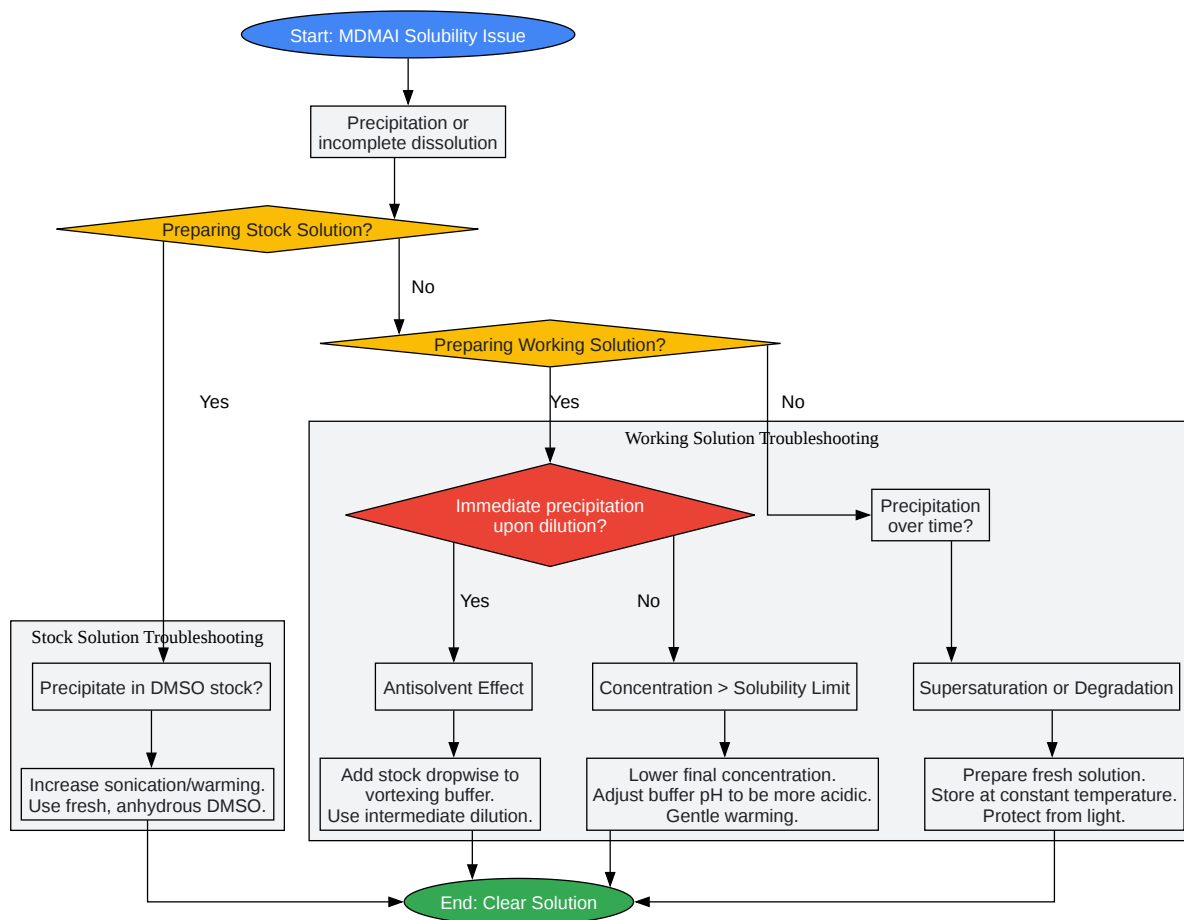 Start: MDMAI Solubility Issue
Precipitation or
incomplete dissolution
Preparing Stock Solution?
No
Preparing Working Solution?
Yes
Yes
No
Working Solution Troubleshooting
Immediate precipitation
upon dilution?
Precipitation
over time?
Yes
No
Stock Solution Troubleshooting
Precipitate in DMSO stock?
Antisolvent Effect
Concentration > Solubility Limit
Supersaturation or Degradation
Increase sonication/warming.
Use fresh, anhydrous DMSO.
Add stock dropwise to
vortexing buffer.
Use intermediate dilution.
Lower final concentration.
Adjust buffer pH to be more acidic.
Gentle warming.
Prepare fresh solution.
Store at constant temperature.
Protect from light.
End: Clear Solution